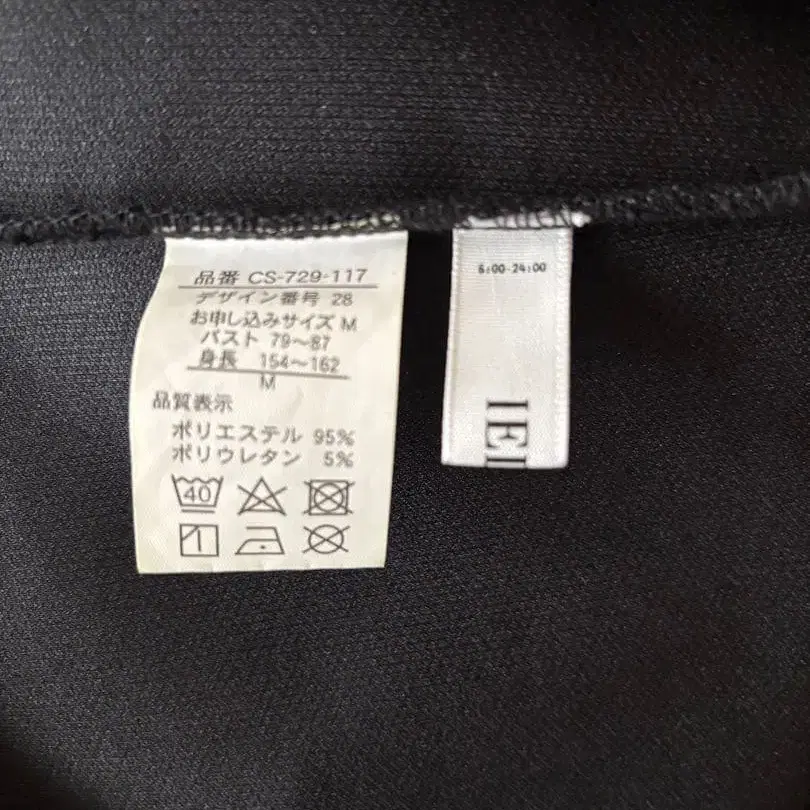 品番 CS-729-117
デザイン番号 28
お申し込みサイズ M
バスト 79～87
身長 154～162
M
品質表示
ポリエステル 95%
ポリウレタン 5%
40
6:00-24:00